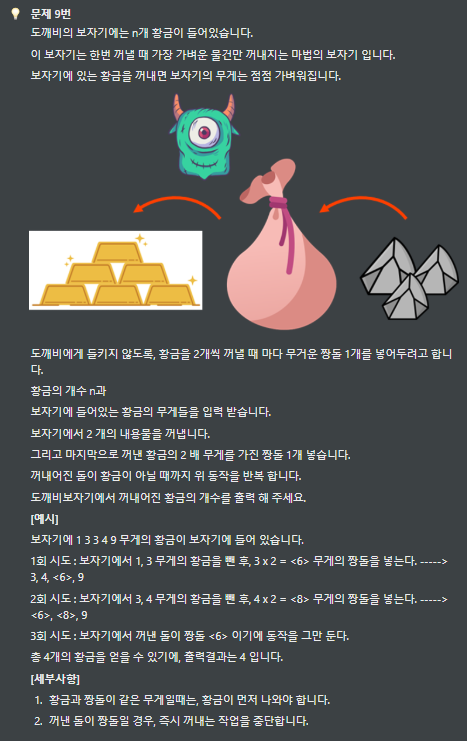 문제 9번
도깨비의 보자기에는 n개 황금이 들어있습니다.
이 보자기는 한번 꺼낼 때 가장 가벼운 물건만 꺼내지는 마법의 보자기 입니다.
보자기에 있는 황금을 꺼내면 보자기의 무게는 점점 가벼워집니다.
도깨비에게 들키지 않도록, 황금을 2개씩 꺼낼 때 마다 무거운 짱돌 1개를 넣어두려고 합니
다.
황금의 개수 n과
보자기에 들어있는 황금의 무게들을 입력 받습니다.
보자기에서 2 개의 내용물을 꺼냅니다.
그리고 마지막으로 꺼낸 황금의 2 배 무게를 가진 짱돌 1개 넣습니다.
꺼내어진 돌이 황금이 아닐 때까지 위 동작을 반복 합니다.
도깨비보자기에서 꺼내어진 황금의 개수를 출력 해 주세요.
[예시]
보자기에 1 3 3 4 9 무게의 황금이 보자기에 들어 있습니다.
1회 시도 : 보자기에서 1, 3 무게의 황금을 뺀 후, 3 x 2 = <6> 무게의 짱돌을 넣는다. ----->
3, 4, <6>, 9
2회 시도 : 보자기에서 3, 4 무게의 황금을 뺀 후, 4 x 2 = <8> 무게의 짱돌을 넣는다. ----->
<6>, <8>, 9
3회 시도 : 보자기에서 꺼낸 돌이 짱돌 <6> 이기에 동작을 그만 둔다.
총 4개의 황금을 얻을 수 있기에, 출력결과는 4 입니다.
[세부사항]
1. 황금과 짱돌이 같은 무게일때는, 황금이 먼저 나와야 합니다.
2. 꺼낸 돌이 짱돌일 경우, 즉시 꺼내는 작업을 중단합니다.